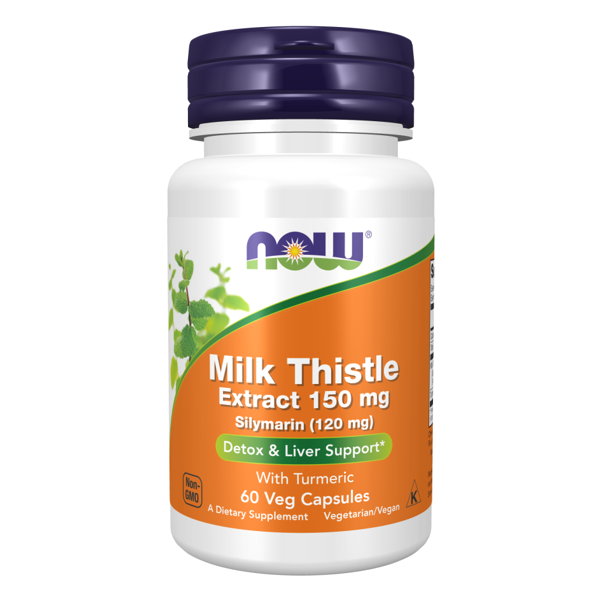 now®
Milk Thistle
Extract 150 mg
Silymarin (120 mg)
Detox & Liver Support*
With Turmeric
60 Veg Capsules
Non-
GMO
A Dietary Supplement Vegetarian/Vegan
K